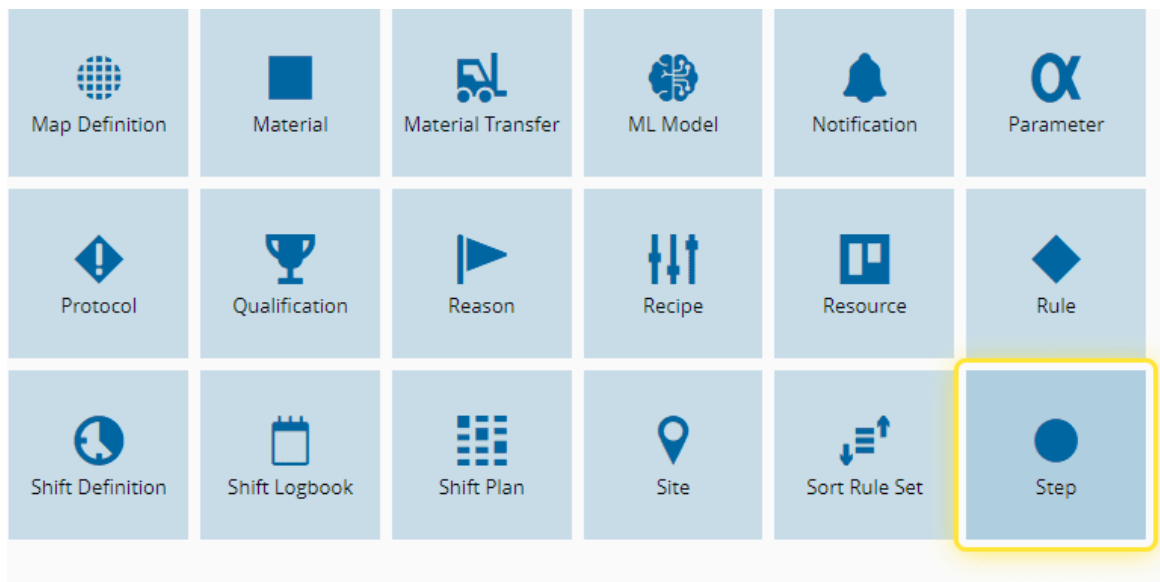 Map Definition
Material
Material Transfer
ML Model
Notification
Parameter
Protocol
Qualification
Reason
Recipe
Resource
Rule
Shift Definition
Shift Logbook
Shift Plan
Site
Sort Rule Set
Step